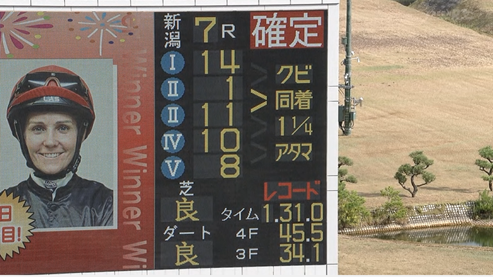 Winner Winner
日
目!
新潟 7R 確定
I 14
クビ
II 1
同着
II 11
1 1/4
IV 10
アタマ
V 8
芝 レコード
良 タイム 1.31.0
ダート 4F 45.5
良 3F 34.1